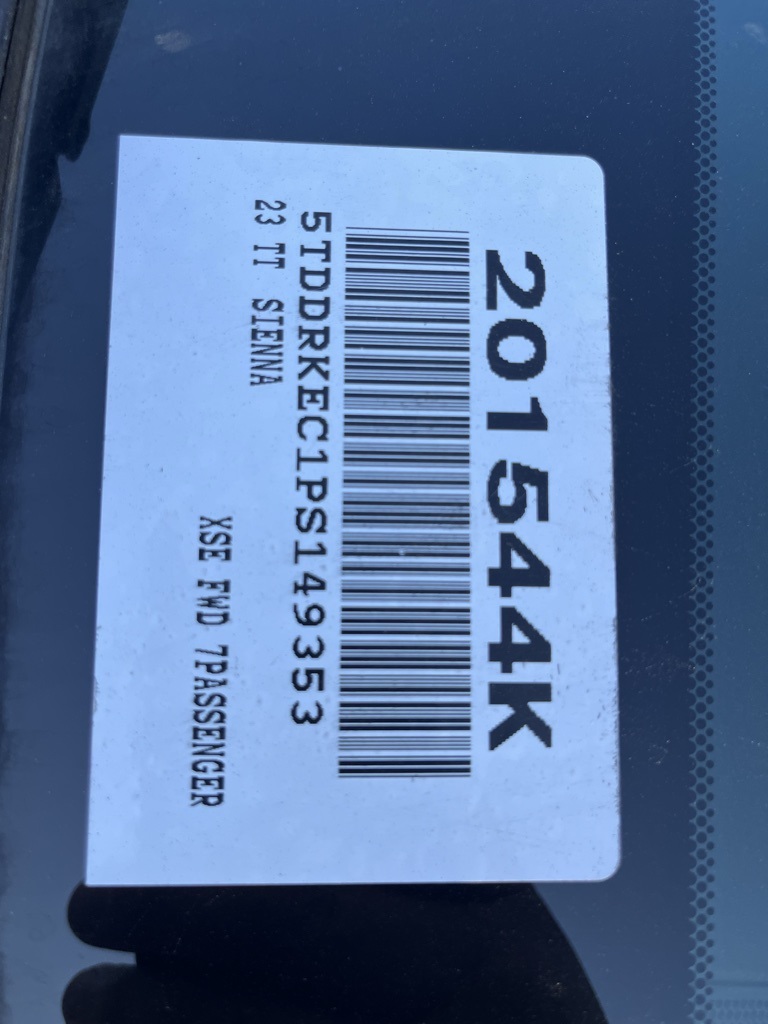 201544K
5TDDRKEC1PS149353
23 TT SIENNA
XSE FWD 7PASSENGER